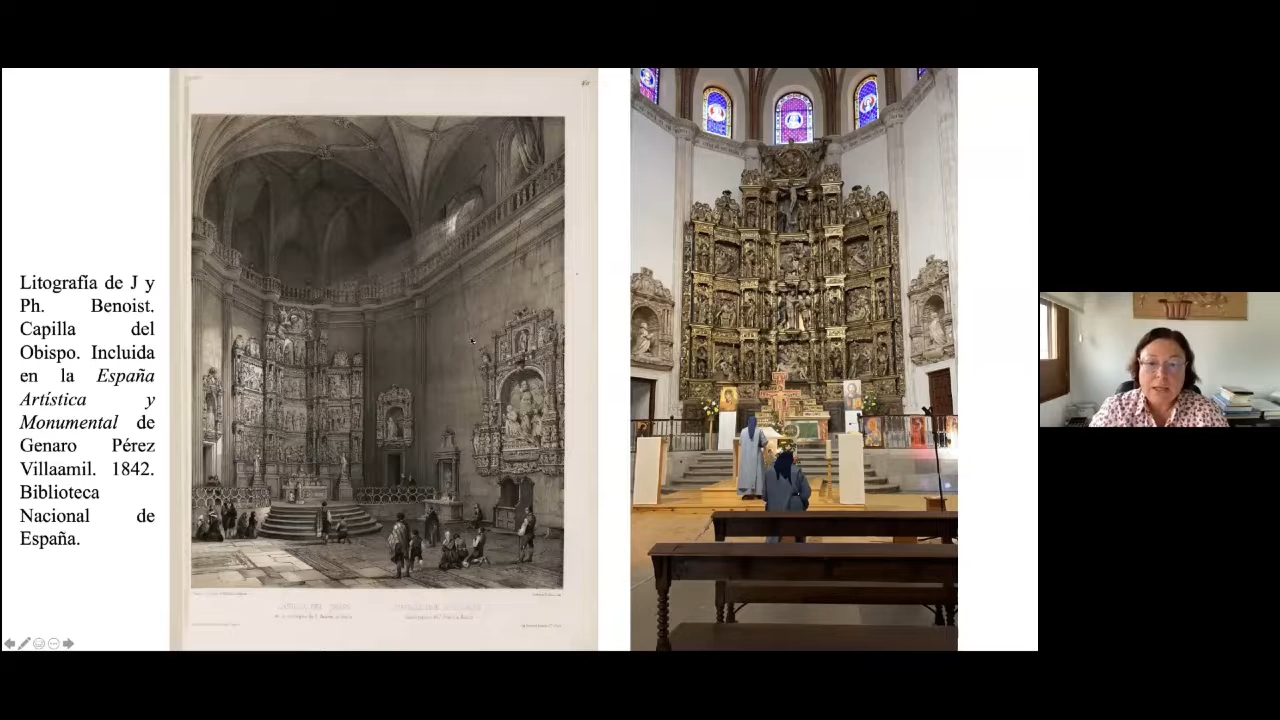 Litografía de J y
Ph. Benoist.
Capilla del
Obispo. Incluida
en la España
Artística y
Monumental de
Genaro Pérez
Villaamil. 1842.
Biblioteca
Nacional de
España.